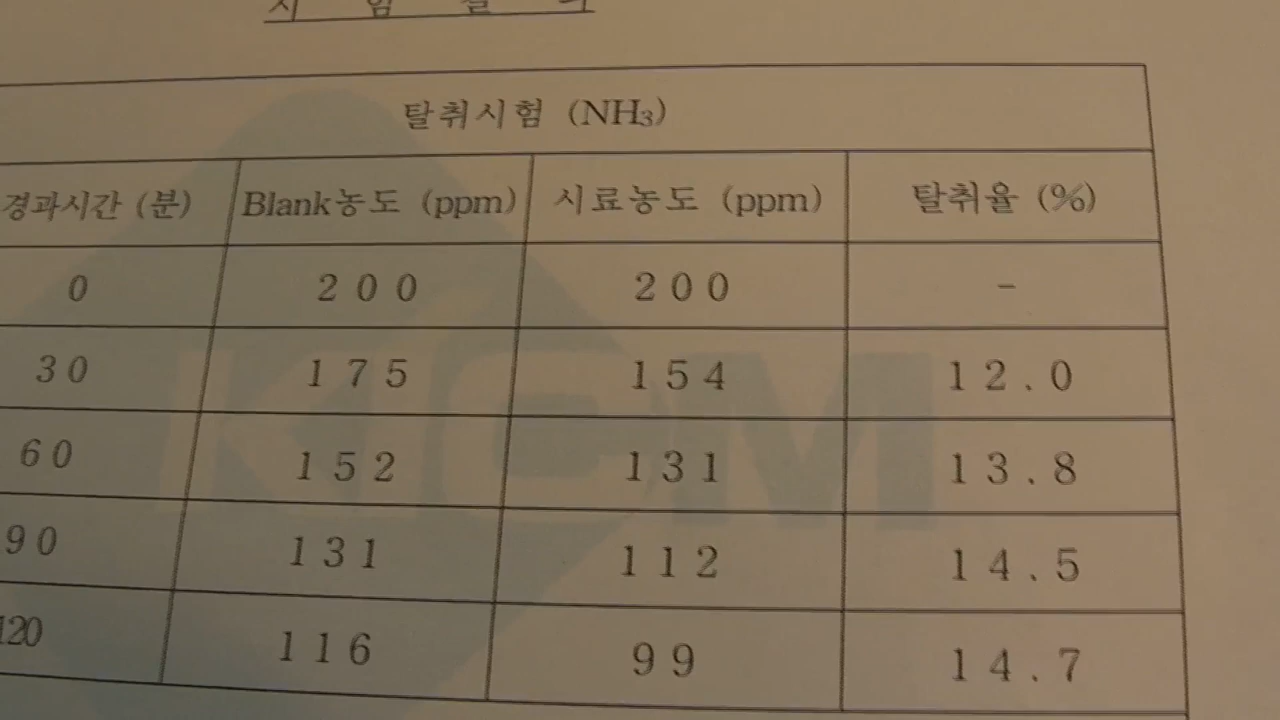 탈취시험 (NH₃)
경과시간 (분) Blank농도 (ppm) 시료농도 (ppm) 탈취율 (%)
0 200 200 -
30 175 154 12.0
60 152 131 13.8
90 131 112 14.5
120 116 99 14.7
KCM